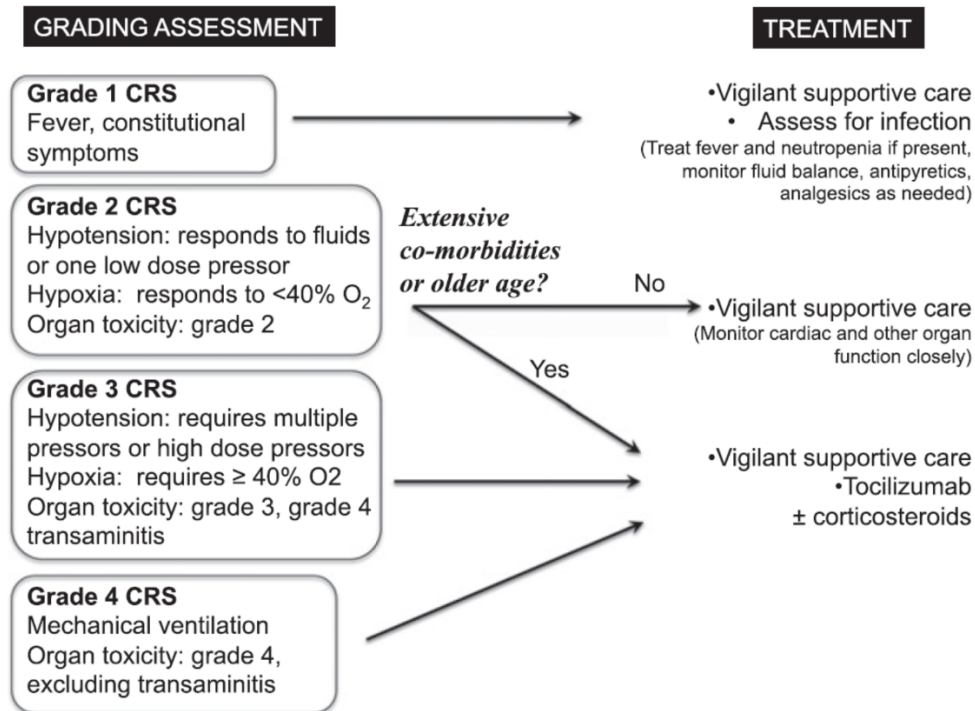 GRADING ASSESSMENT
TREATMENT
Grade 1 CRS
Fever, constitutional
symptoms
•Vigilant supportive care
• Assess for infection
(Treat fever and neutropenia if present,
monitor fluid balance, antipyretics,
analgesics as needed)
Grade 2 CRS
Hypotension: responds to fluids
or one low dose pressor
Hypoxia: responds to <40% O₂
Organ toxicity: grade 2
Extensive
co-morbidities
or older age?
No
Yes
•Vigilant supportive care
(Monitor cardiac and other organ
function closely)
Grade 3 CRS
Hypotension: requires multiple
pressors or high dose pressors
Hypoxia: requires ≥ 40% O2
Organ toxicity: grade 3, grade 4
transaminitis
•Vigilant supportive care
•Tocilizumab
± corticosteroids
Grade 4 CRS
Mechanical ventilation
Organ toxicity: grade 4,
excluding transaminitis